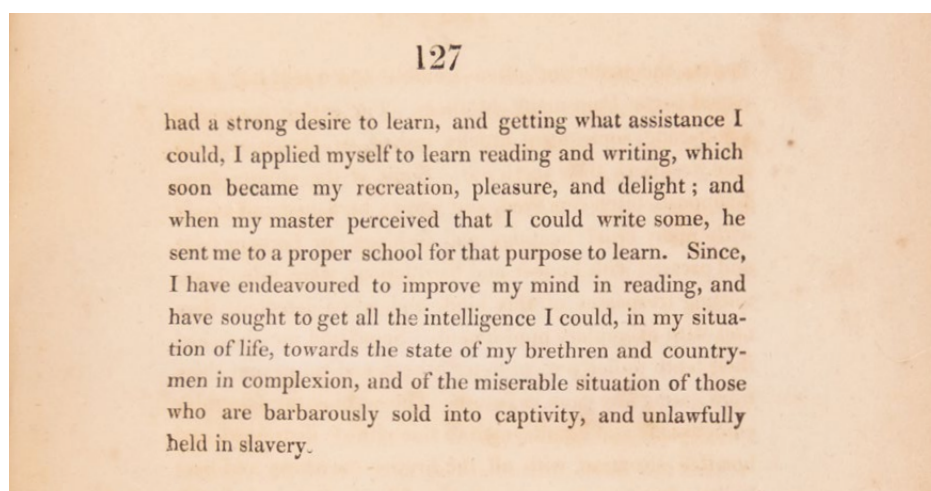 127
had a strong desire to learn, and getting what assistance I
could, I applied myself to learn reading and writing, which
soon became my recreation, pleasure, and delight; and
when my master perceived that I could write some, he
sent me to a proper school for that purpose to learn. Since,
I have endeavoured to improve my mind in reading, and
have sought to get all the intelligence I could, in my situa-
tion of life, towards the state of my brethren and country-
men in complexion, and of the miserable situation of those
who are barbarously sold into captivity, and unlawfully
held in slavery.